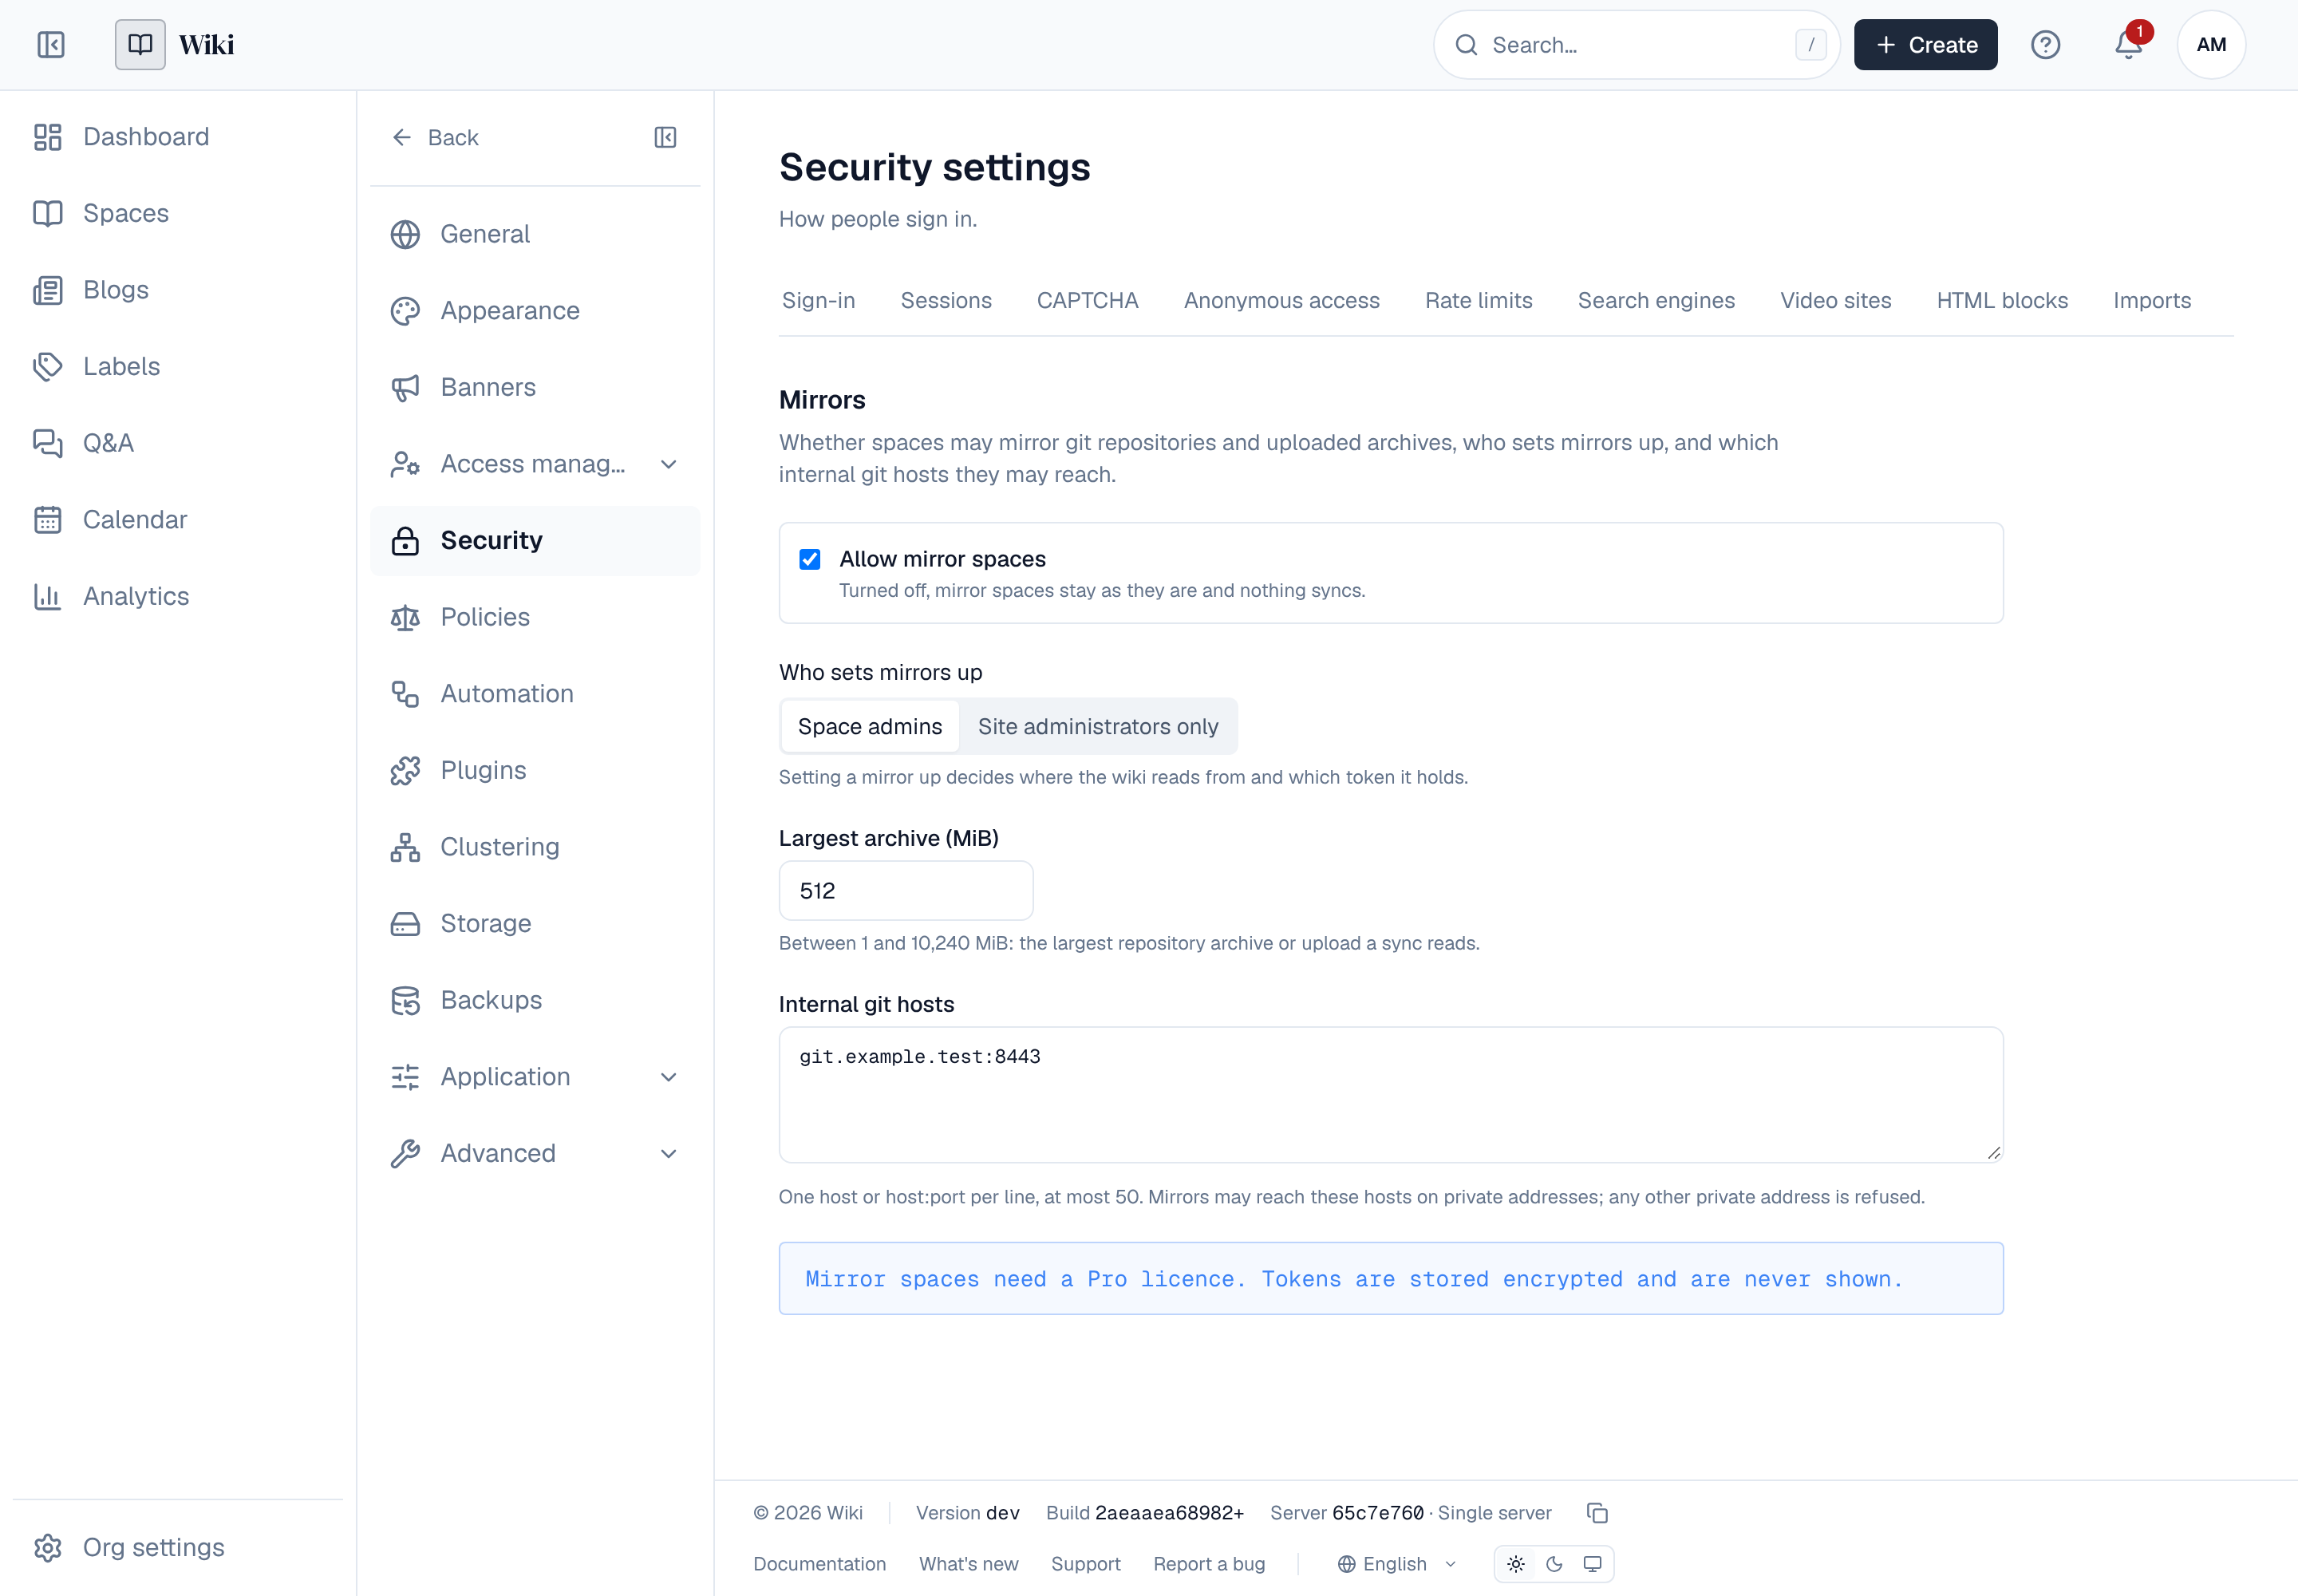 Wiki
Search...
/
Create
1
AM
Dashboard
Spaces
Blogs
Labels
Q&A
Calendar
Analytics
Org settings
Back
General
Appearance
Banners
Access manag...
Security
Policies
Automation
Plugins
Clustering
Storage
Backups
Application
Advanced
Security settings
How people sign in.
Sign-in Sessions CAPTCHA Anonymous access Rate limits Search engines Video sites HTML blocks Imports
Mirrors
Whether spaces may mirror git repositories and uploaded archives, who sets mirrors up, and which
internal git hosts they may reach.
Allow mirror spaces
Turned off, mirror spaces stay as they are and nothing syncs.
Who sets mirrors up
Space admins Site administrators only
Setting a mirror up decides where the wiki reads from and which token it holds.
Largest archive (MiB)
512
Between 1 and 10,240 MiB: the largest repository archive or upload a sync reads.
Internal git hosts
git.example.test:8443
One host or host:port per line, at most 50. Mirrors may reach these hosts on private addresses; any other private address is refused.
Mirror spaces need a Pro licence. Tokens are stored encrypted and are never shown.
© 2026 Wiki Version dev Build 2aeaaea68982+ Server 65c7e760 · Single server
Documentation What's new Support Report a bug English